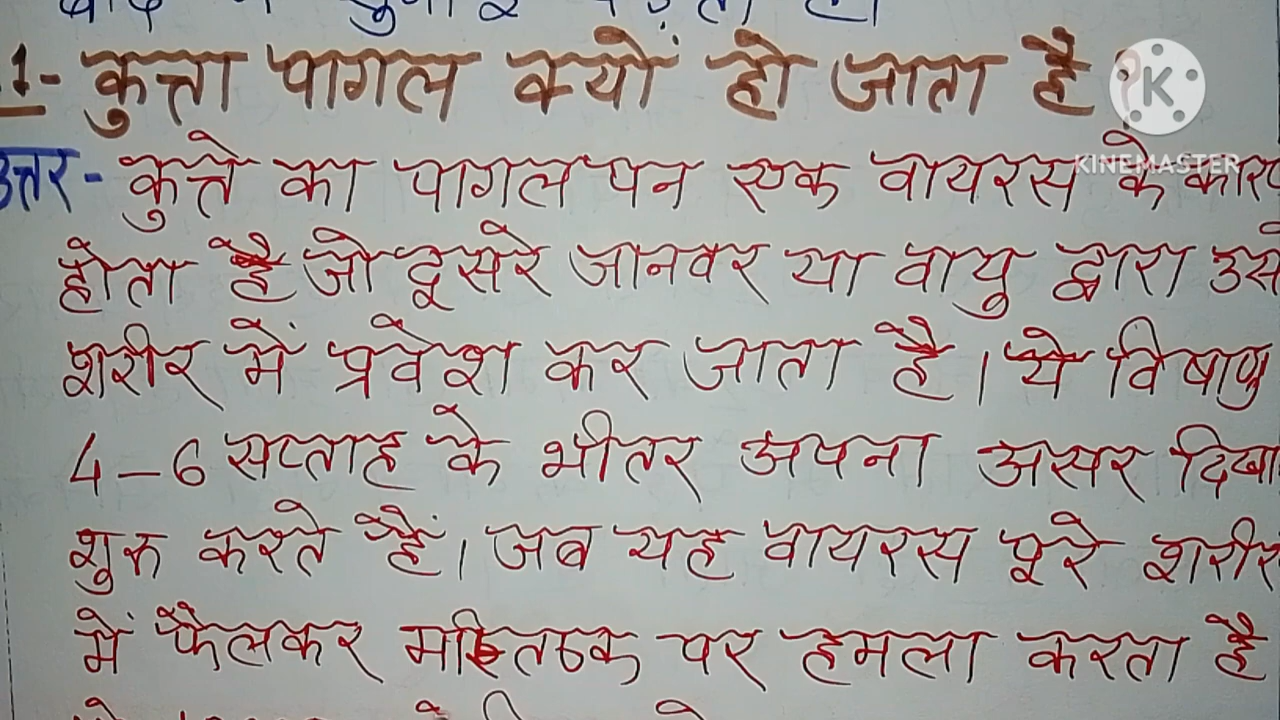 1- कुत्ता पागल क्यों हो जाता है?
उत्तर- कुत्ते का पागलपन एक वायरस के
होता है जो दूसरे जानवर या वायु द्वारा
शरीर में प्रवेश कर जाता है। ये विषाणु
4-6 सप्ताह के भीतर अपना असर
शुरू करते हैं। जब यह वायरस पूरे शरीर
में फैलकर मस्तिष्क पर हमला करता है
KINEMASTER